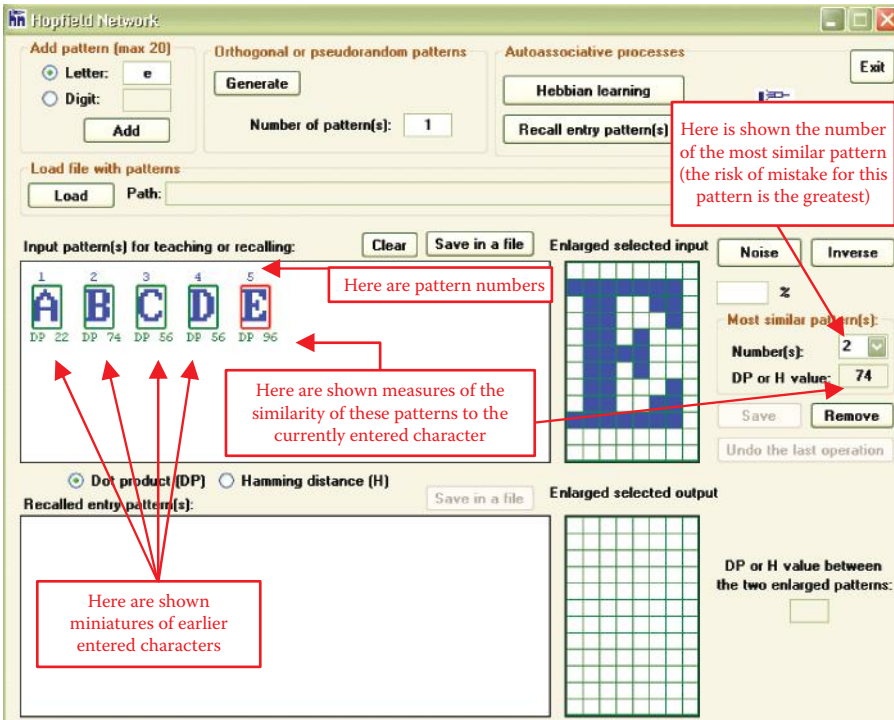 Hopfield Network
Add pattern (max 20)
Letter: e
Digit:
Add
Orthogonal or pseudorandom patterns
Generate
Number of pattern(s): 1
Autoassociative processes
Hebbian learning
Recall entry pattern(s)
Exit
Here is shown the number
of the most similar pattern
(the risk of mistake for this
pattern is the greatest)
Load file with patterns
Load Path:
Input pattern(s) for teaching or recalling:
Clear
Save in a file
1 2 3 4 5
A B C D E
DP 22 DP 74 DP 56 DP 56 DP 96
Here are pattern numbers
Here are shown measures of the
similarity of these patterns to the
currently entered character
Enlarged selected input
E
Noise
Inverse
%
Most similar pattern(s):
Number(s): 2
DP or H value: 74
Save
Remove
Undo the last operation
Dot product (DP) Hamming distance (H)
Recalled entry pattern(s):
Save in a file
Here are shown
miniatures of earlier
entered characters
Enlarged selected output
DP or H value between
the two enlarged patterns: